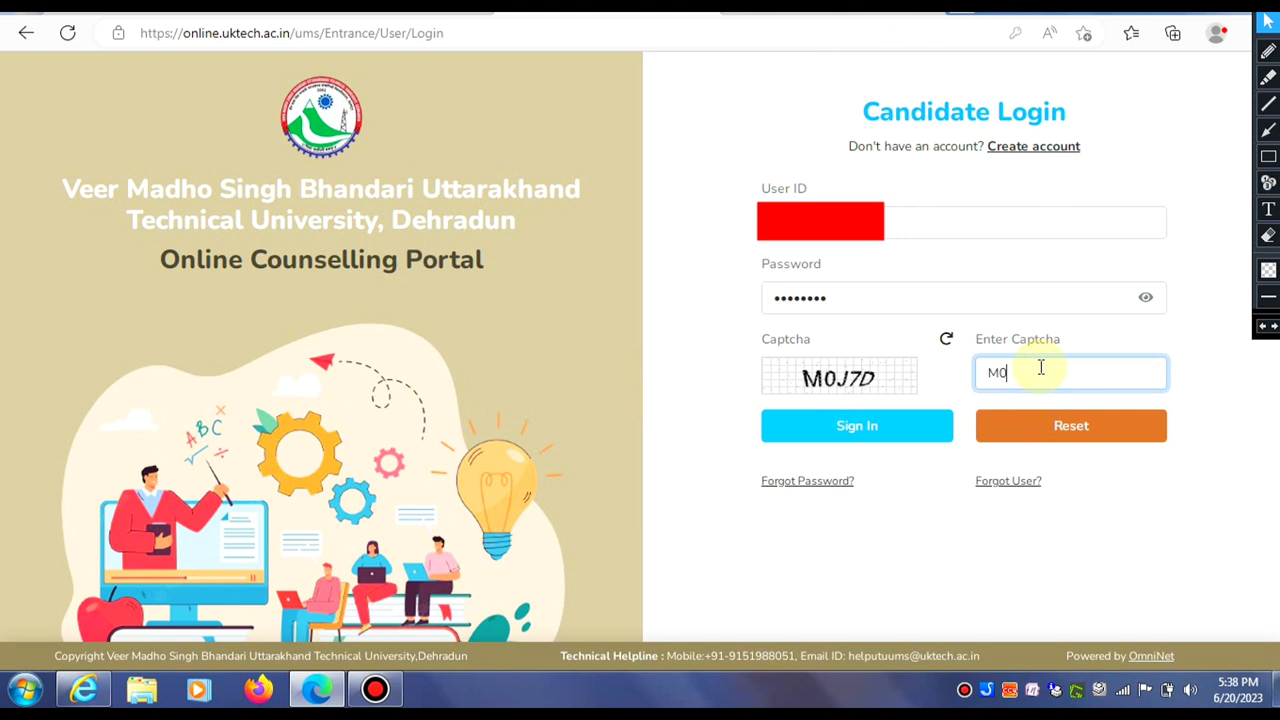 https://online.uktech.ac.in/ums/Entrance/User/Login
Veer Madho Singh Bhandari Uttarakhand
Technical University, Dehradun
Online Counselling Portal
A B C
Candidate Login
Don't have an account? Create account
User ID
Password
••••••••
Captcha
Enter Captcha
M0J7D
M0
Sign In
Reset
Forgot Password?
Forgot User?
Copyright Veer Madho Singh Bhandari Uttarakhand Technical University,Dehradun
Technical Helpline : Mobile:+91-9151988051, Email ID: helputuums@uktech.ac.in
Powered by OmniNet
5:38 PM
6/20/2023